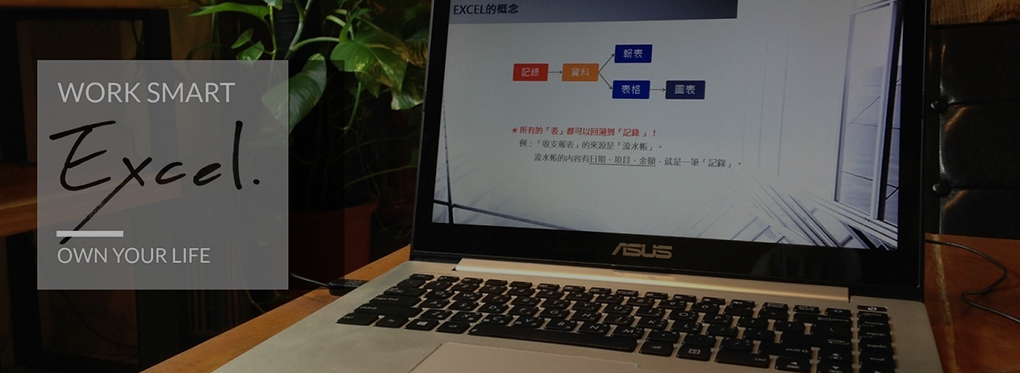 WORK SMART
Excel.
OWN YOUR LIFE
EXCEL的概念
記錄
資料
報表
表格
圖表
★所有的「表」都可以回溯到「記錄」！
例：「收支報表」的來源是「流水帳」。
流水帳的內容有日期、項目、金額，就是一筆「記錄」。
ASUS